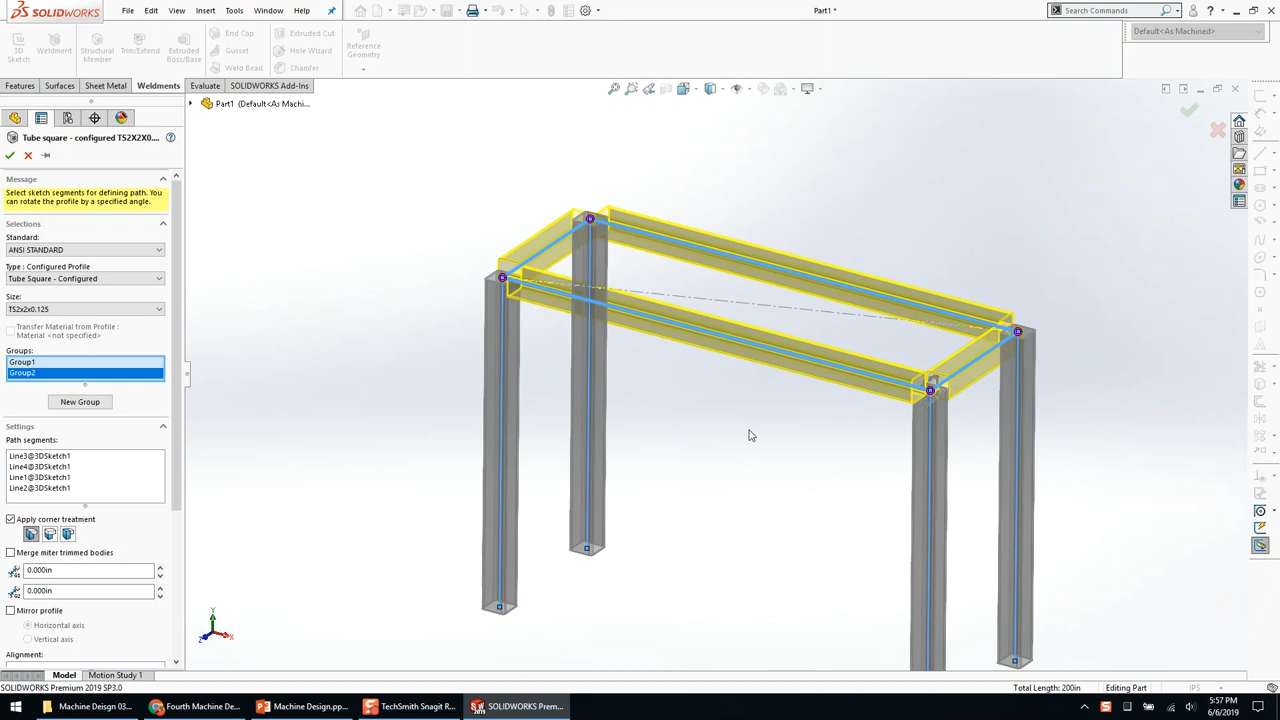 SOLIDWORKS
File Edit View Insert Tools Window Help
Part1 *
Search Commands
3D Sketch
Weldment
Structural Member
Trim/Extend
Extruded Boss/Base
End Cap
Gusset
Weld Bead
Extruded Cut
Hole Wizard
Chamfer
Reference Geometry
Default<As Machined>
Features Surfaces Sheet Metal Weldments Evaluate SOLIDWORKS Add-Ins
Part1 (Default<As Machi...
Tube square - configured TS2X2X0....
Message
Select sketch segments for defining path. You
can rotate the profile by a specified angle.
Selections
Standard:
ANSI STANDARD
Type : Configured Profile
Tube Square - Configured
Size:
TS2x2x0.125
Transfer Material from Profile :
Material <not specified>
Groups:
Group1
Group2
New Group
Settings
Path segments:
Line3@3DSketch1
Line4@3DSketch1
Line1@3DSketch1
Line2@3DSketch1
Apply corner treatment
Merge miter trimmed bodies
G1 0.000in
G2 0.000in
Mirror profile
Horizontal axis
Vertical axis
Alignment:
Y
X
Z
Model Motion Study 1
SOLIDWORKS Premium 2019 SP3.0
Total Length: 200in Editing Part IPS
Machine Deisgn 03...
Fourth Machine De...
Machine Design.pp...
TechSmith Snagit R...
SOLIDWORKS Prem...
5:57 PM
6/6/2019